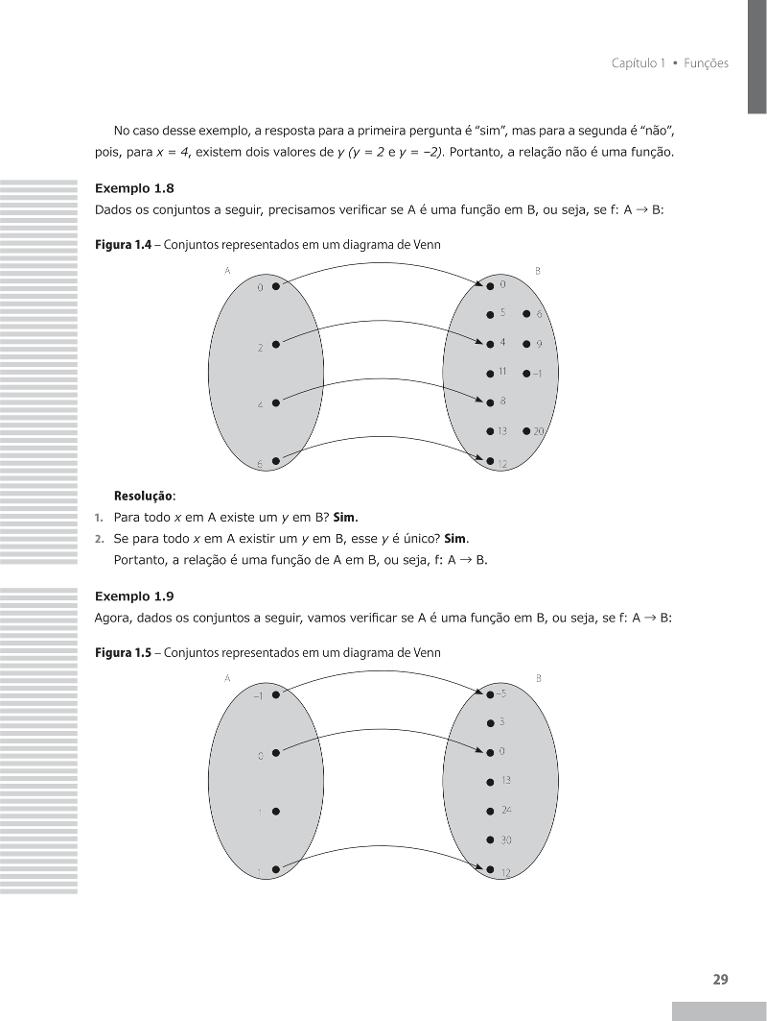 Capítulo 1 • Funções
No caso desse exemplo, a resposta para a primeira pergunta é “sim”, mas para a segunda é “não”,
pois, para x = 4, existem dois valores de y (y = 2 e y = –2). Portanto, a relação não é uma função.
Exemplo 1.8
Dados os conjuntos a seguir, precisamos verificar se A é uma função em B, ou seja, se f: A → B:
Figura 1.4 – Conjuntos representados em um diagrama de Venn
A B
0 0
5 6
2 4 9
11 –1
4 8
13 20
6 12
Resolução:
1. Para todo x em A existe um y em B? Sim.
2. Se para todo x em A existir um y em B, esse y é único? Sim.
Portanto, a relação é uma função de A em B, ou seja, f: A → B.
Exemplo 1.9
Agora, dados os conjuntos a seguir, vamos verificar se A é uma função em B, ou seja, se f: A → B:
Figura 1.5 – Conjuntos representados em um diagrama de Venn
A B
–1 –5
3
0 0
13
1 24
30
1 12
29